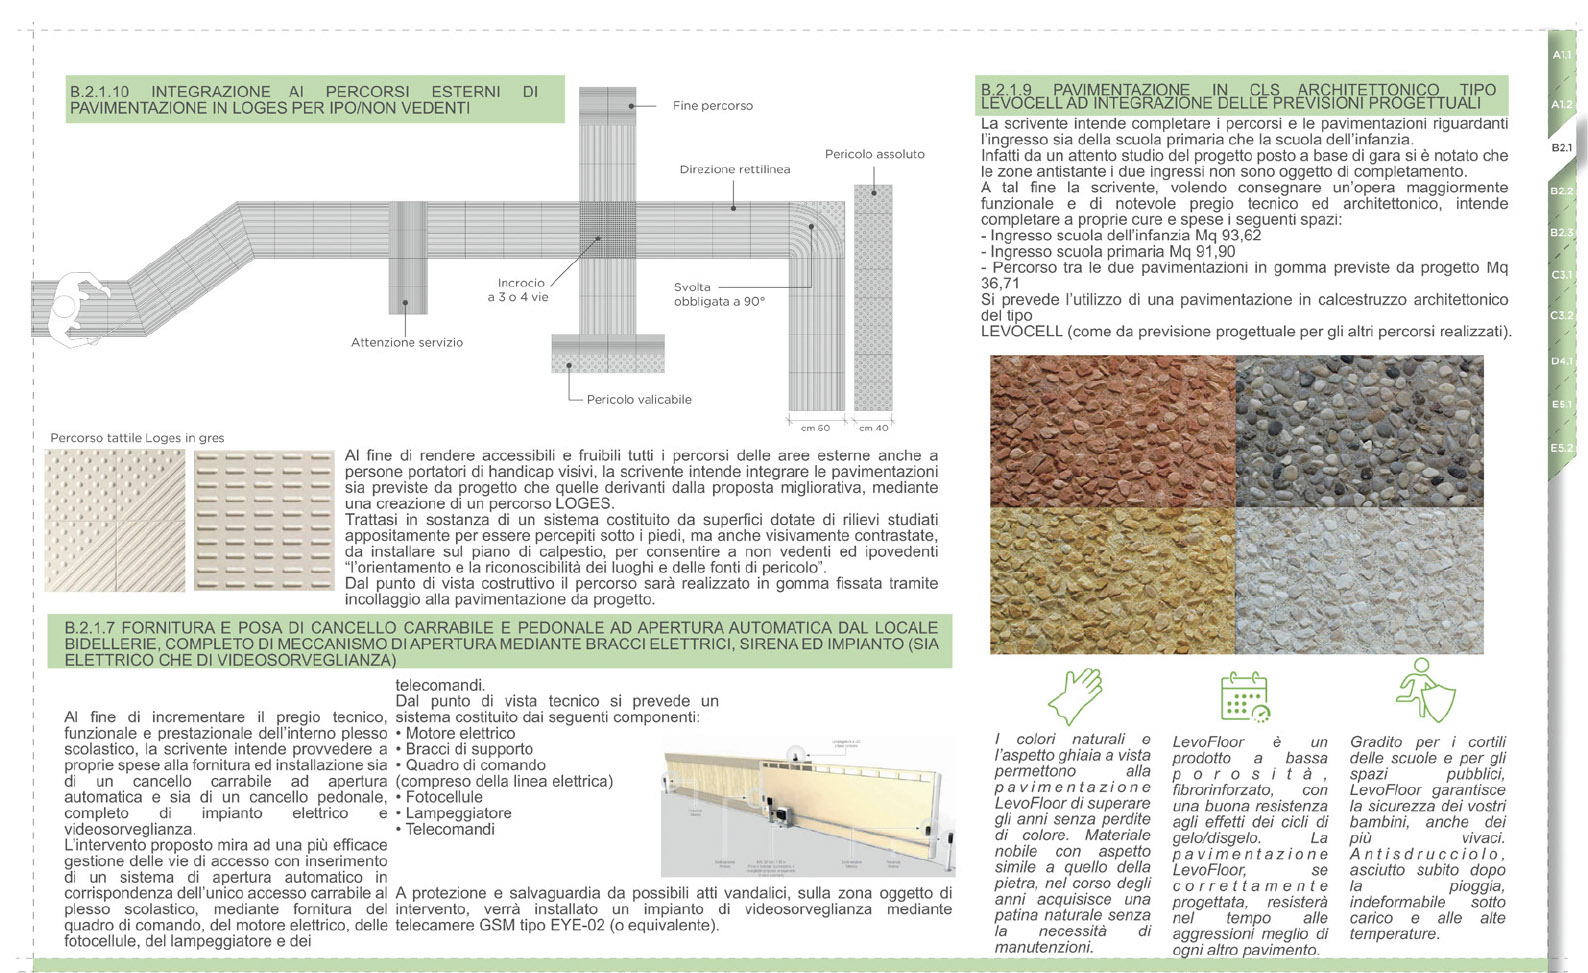 B.2.1.10 INTEGRAZIONE AI PERCORSI ESTERNI DI
PAVIMENTAZIONE IN LOGES PER IPO/NON VEDENTI
Fine percorso
Pericolo assoluto
Direzione rettilinea
Incrocio
a 3 o 4 vie
Svolta
obbligata a 90°
Attenzione servizio
Pericolo valicabile
cm 60
cm 40
Percorso tattile Loges in gres
Al fine di rendere accessibili e fruibili tutti i percorsi delle aree esterne anche a
persone portatori di handicap visivi, la scrivente intende integrare le pavimentazioni
sia previste da progetto che quelle derivanti dalla proposta migliorativa, mediante
una creazione di un percorso LOGES.
Trattasi in sostanza di un sistema costituito da superfici dotate di rilievi studiati
appositamente per essere percepiti sotto i piedi, ma anche visivamente contrastate,
da installare sul piano di calpestio, per consentire a non vedenti ed ipovedenti
“l’orientamento e la riconoscibilità dei luoghi e delle fonti di pericolo”.
Dal punto di vista costruttivo il percorso sarà realizzato in gomma fissata tramite
incollaggio alla pavimentazione da progetto.
B.2.1.7 FORNITURA E POSA DI CANCELLO CARRABILE E PEDONALE AD APERTURA AUTOMATICA DAL LOCALE
BIDELLERIE, COMPLETO DI MECCANISMO DI APERTURA MEDIANTE BRACCI ELETTRICI, SIRENA ED IMPIANTO (SIA
ELETTRICO CHE DI VIDEOSORVEGLIANZA)
Al fine di incrementare il pregio tecnico,
funzionale e prestazionale dell’interno plesso
scolastico, la scrivente intende provvedere a
proprie spese alla fornitura ed installazione sia
di un cancello carrabile ad apertura
automatica e sia di un cancello pedonale,
completo di impianto elettrico e
videosorveglianza.
L’intervento proposto mira ad una più efficace
gestione delle vie di accesso con inserimento
di un sistema di apertura automatico in
corrispondenza dell’unico accesso carrabile al
plesso scolastico, mediante fornitura del
quadro di comando, del motore elettrico, delle
fotocellule, del lampeggiatore e dei
telecomandi.
Dal punto di vista tecnico si prevede un
sistema costituito dai seguenti componenti:
• Motore elettrico
• Bracci di supporto
• Quadro di comando
(compreso della linea elettrica)
• Fotocellule
• Lampeggiatore
• Telecomandi
A protezione e salvaguardia da possibili atti vandalici, sulla zona oggetto di
intervento, verrà installato un impianto di videosorveglianza mediante
telecamere GSM tipo EYE-02 (o equivalente).
B.2.1.9 PAVIMENTAZIONE IN CLS ARCHITETTONICO TIPO
LEVOCELL AD INTEGRAZIONE DELLE PREVISIONI PROGETTUALI
La scrivente intende completare i percorsi e le pavimentazioni riguardanti
l’ingresso sia della scuola primaria che la scuola dell’infanzia.
Infatti da un attento studio del progetto posto a base di gara si è notato che
le zone antistante i due ingressi non sono oggetto di completamento.
A tal fine la scrivente, volendo consegnare un’opera maggiormente
funzionale e di notevole pregio tecnico ed architettonico, intende
completare a proprie cure e spese i seguenti spazi:
- Ingresso scuola dell’infanzia Mq 93,62
- Ingresso scuola primaria Mq 91,90
- Percorso tra le due pavimentazioni in gomma previste da progetto Mq
36,71
Si prevede l’utilizzo di una pavimentazione in calcestruzzo architettonico
del tipo
LEVOCELL (come da previsione progettuale per gli altri percorsi realizzati).
I colori naturali e
l’aspetto ghiaia a vista
permettono alla
pavimentazione
LevoFloor di superare
gli anni senza perdite
di colore. Materiale
nobile con aspetto
simile a quello della
pietra, nel corso degli
anni acquisisce una
patina naturale senza
la necessità di
manutenzioni.
LevoFloor è un
prodotto a bassa
porosità,
fibrorinforzato, con
una buona resistenza
agli effetti dei cicli di
gelo/disgelo. La
pavimentazione
LevoFloor, se
correttamente
progettata, resisterà
nel tempo alle
aggressioni meglio di
ogni altro pavimento.
Gradito per i cortili
delle scuole e per gli
spazi pubblici,
LevoFloor garantisce
la sicurezza dei vostri
bambini, anche dei
più vivaci.
Antisdrucciolo,
asciutto subito dopo
la pioggia,
indeformabile sotto
carico e alle alte
temperature.
A1.1
A1.2
B2.1
B2.2
B2.3
C3.1
C3.2
D4.1
E5.1
E5.2